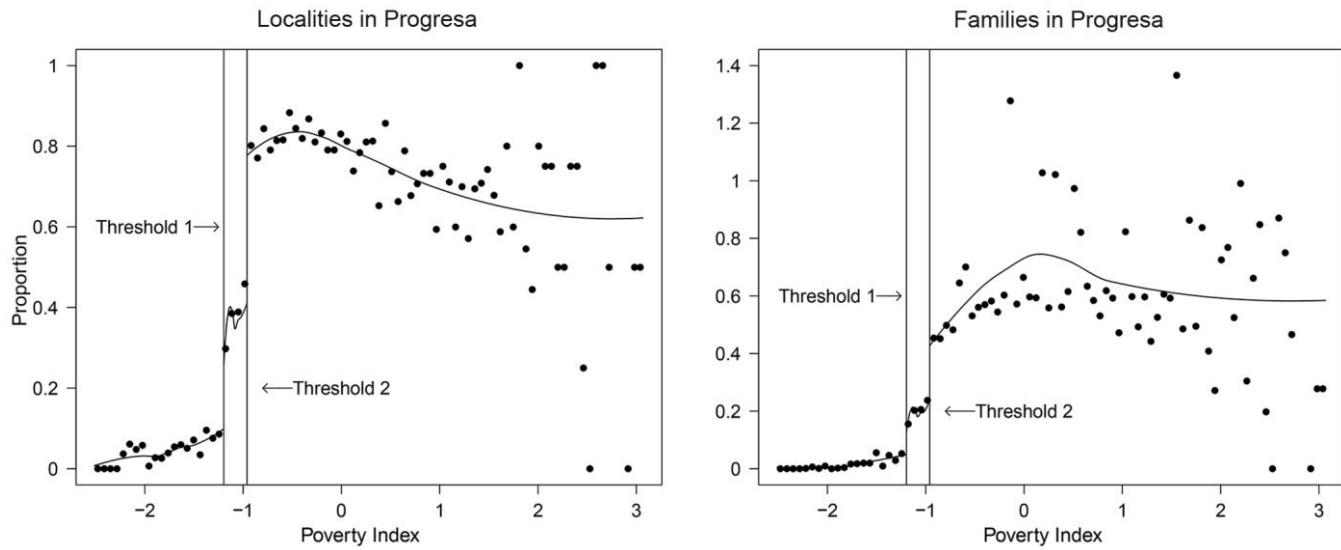 Localities in Progresa
Proportion
1
0.8
0.6
0.4
0.2
0
Threshold 1
Threshold 2
−2 −1 0 1 2 3
Poverty Index
Families in Progresa
1.4
1.2
1
0.8
0.6
0.4
0.2
0
Threshold 1
Threshold 2
−2 −1 0 1 2 3
Poverty Index